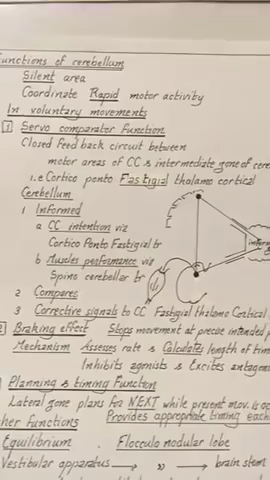 Functions of cerebellum
Silent area
Coordinate Rapid motor activity
In voluntary movements
1 Servo comparator function
Closed feed back circuit between
motor areas of CC & intermediate zone of cere
i.e Cortico ponto Fastigial thalamo cortical
Cerebellum
1 Informed
a CC intention via
Cortico Ponto Fastigial tr
b Muscles performance via
Spino cerebellar tr
2 Compares
3 Corrective signals to CC Fastigial Thalamo Cortical
2 Braking effect Stops movement at precise intended p
Mechanism Assesses rate & Calculates length of tim
Inhibits agonists & Excites antagon
Planning & timing Function
Lateral zone plans for NEXT while present mov. is oc
her functions Provides appropriate timing each
Equilibrium Flocculo nodular lobe
Vestibular apparatus → → brain stem